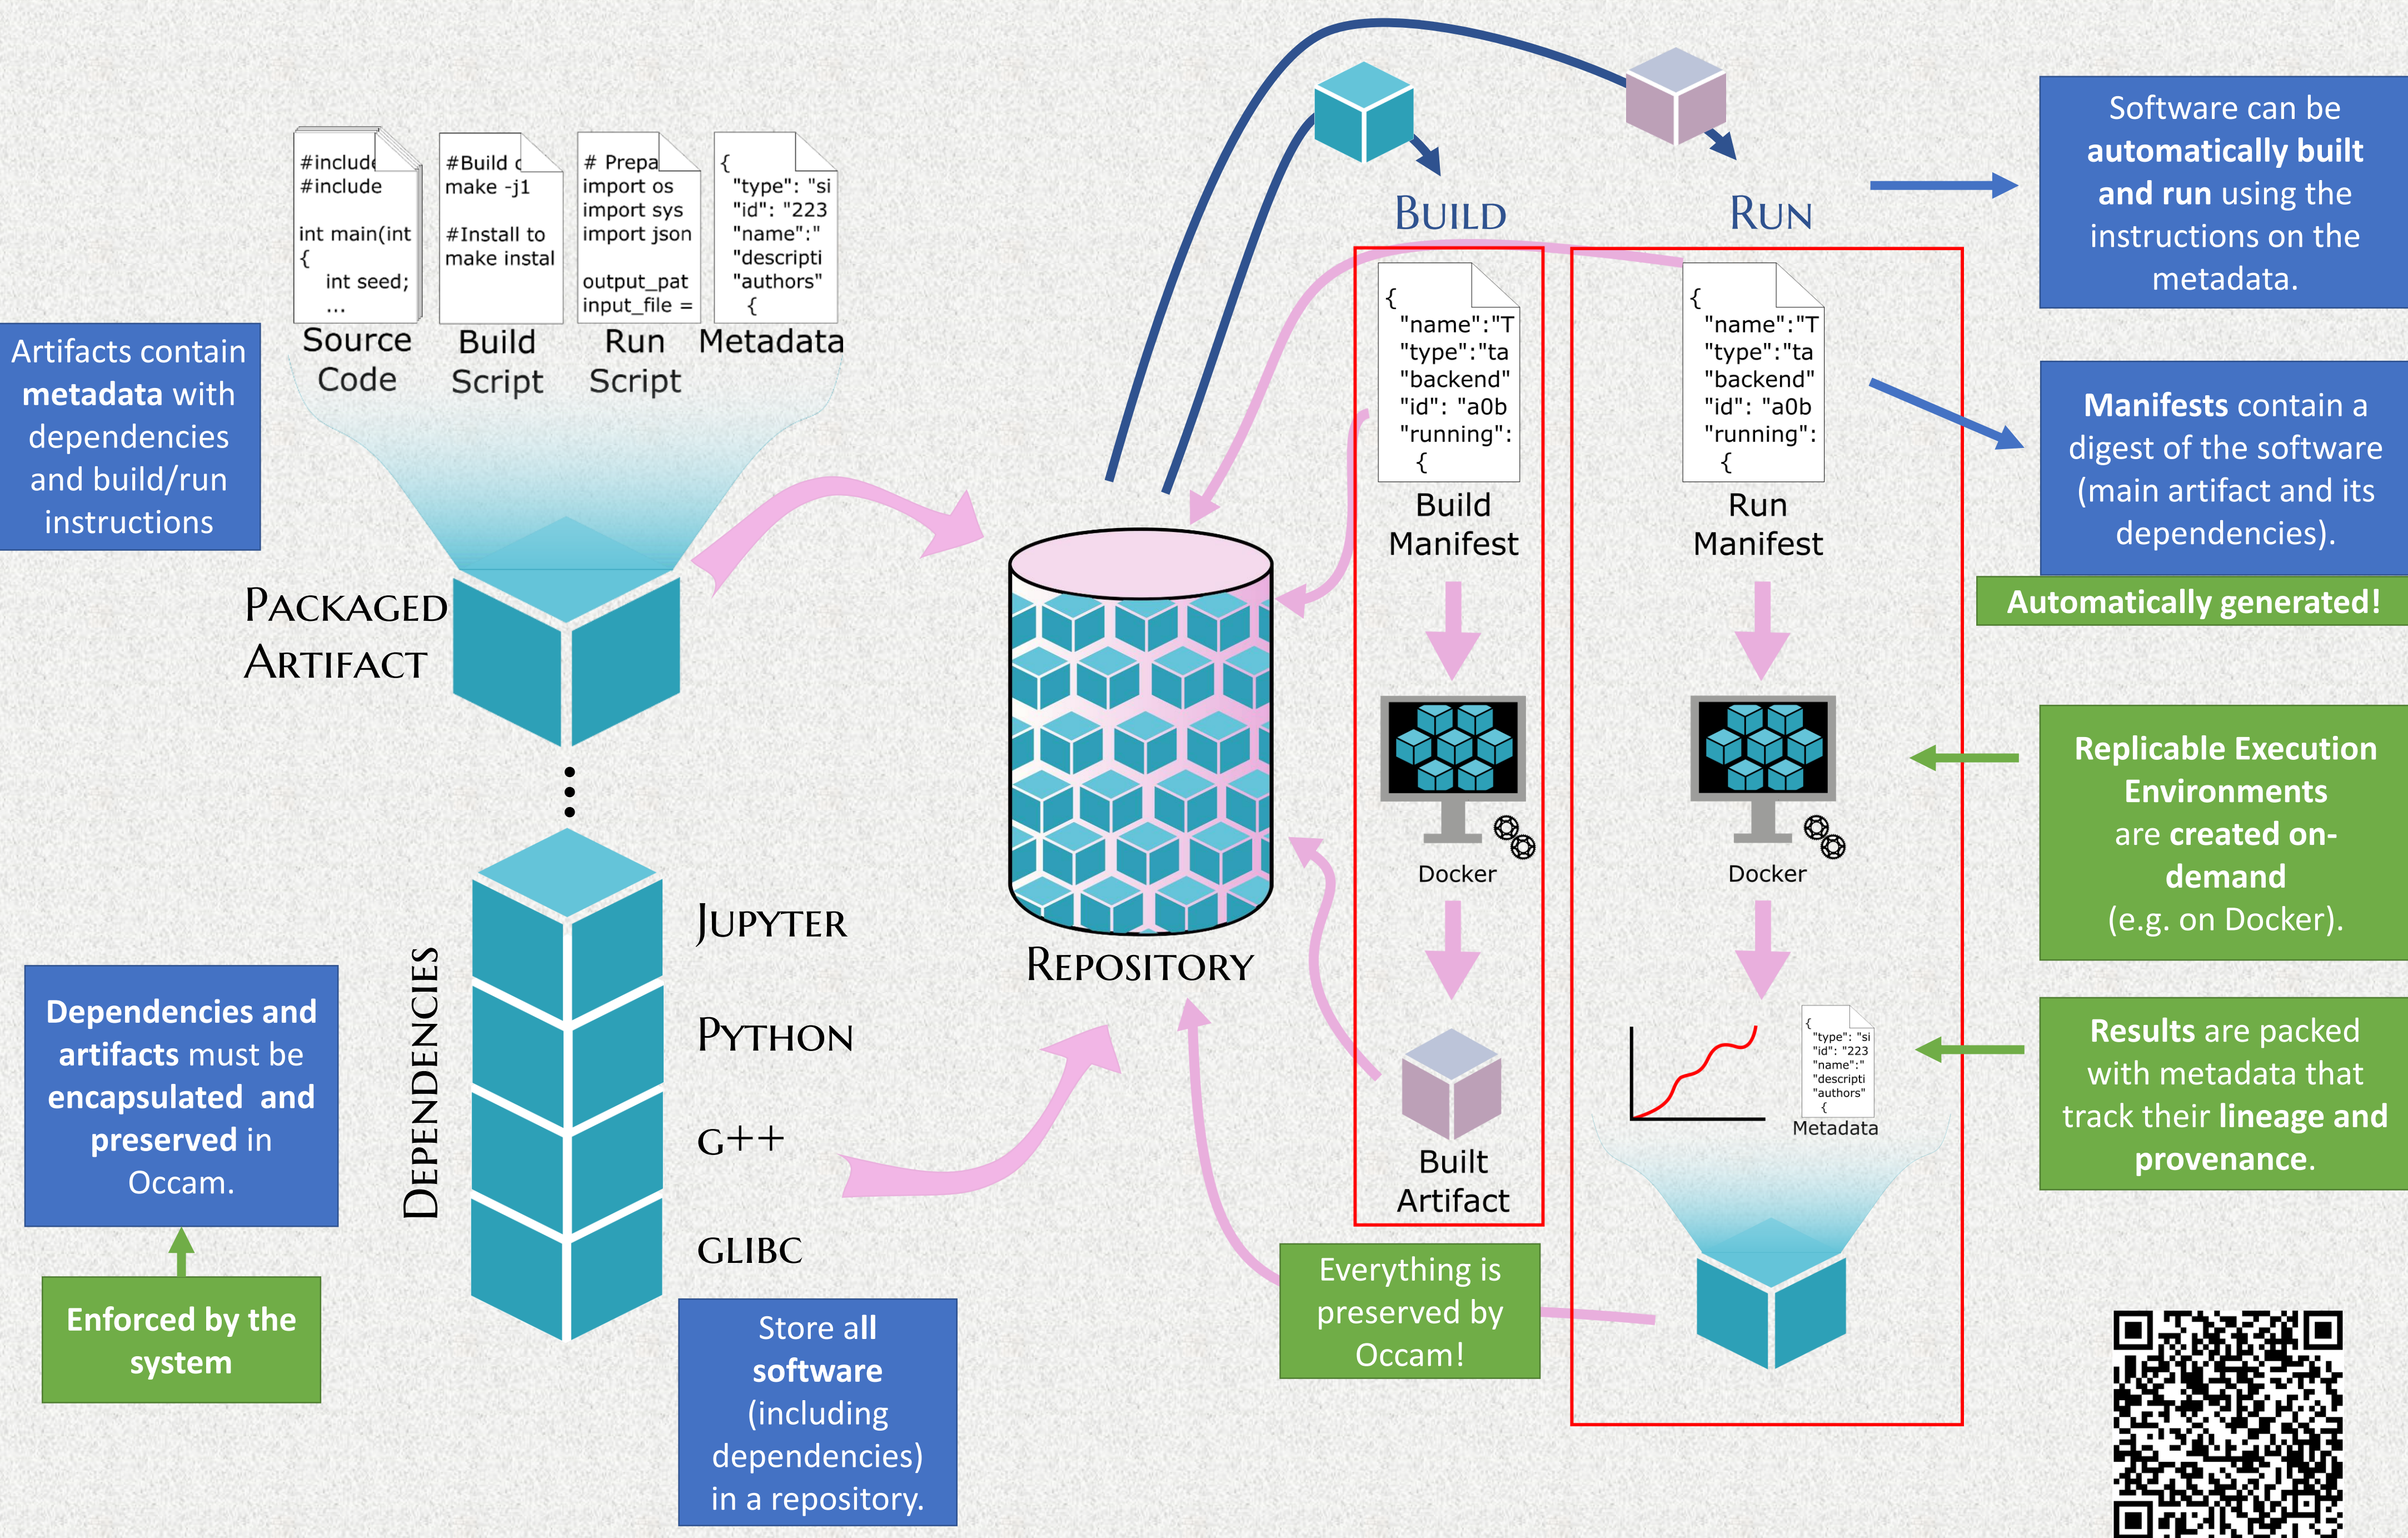 #include
#include
int main(int
{
int seed;
...
Source
Code
#Build c
make -j1
#Install to
make instal
Build
Script
# Prepa
import os
import sys
import json
output_pat
input_file =
Run
Script
{
"type": "si
"id": "223
"name":"
"descripti
"authors"
{
Metadata
Artifacts contain
metadata with
dependencies
and build/run
instructions
Packaged
Artifact
Dependencies
Jupyter
Python
g++
glibc
Dependencies and
artifacts must be
encapsulated and
preserved in
Occam.
Enforced by the
system
Store all
software
(including
dependencies)
in a repository.
Repository
Build
{
"name":"T
"type":"ta
"backend"
"id": "a0b
"running":
{
Build
Manifest
Docker
Built
Artifact
Everything is
preserved by
Occam!
Run
{
"name":"T
"type":"ta
"backend"
"id": "a0b
"running":
{
Run
Manifest
Docker
{
"type": "si
"id": "223
"name":"
"descripti
"authors"
{
Metadata
Software can be
automatically built
and run using the
instructions on the
metadata.
Manifests contain a
digest of the software
(main artifact and its
dependencies).
Automatically generated!
Replicable Execution
Environments
are created on-
demand
(e.g. on Docker).
Results are packed
with metadata that
track their lineage and
provenance.